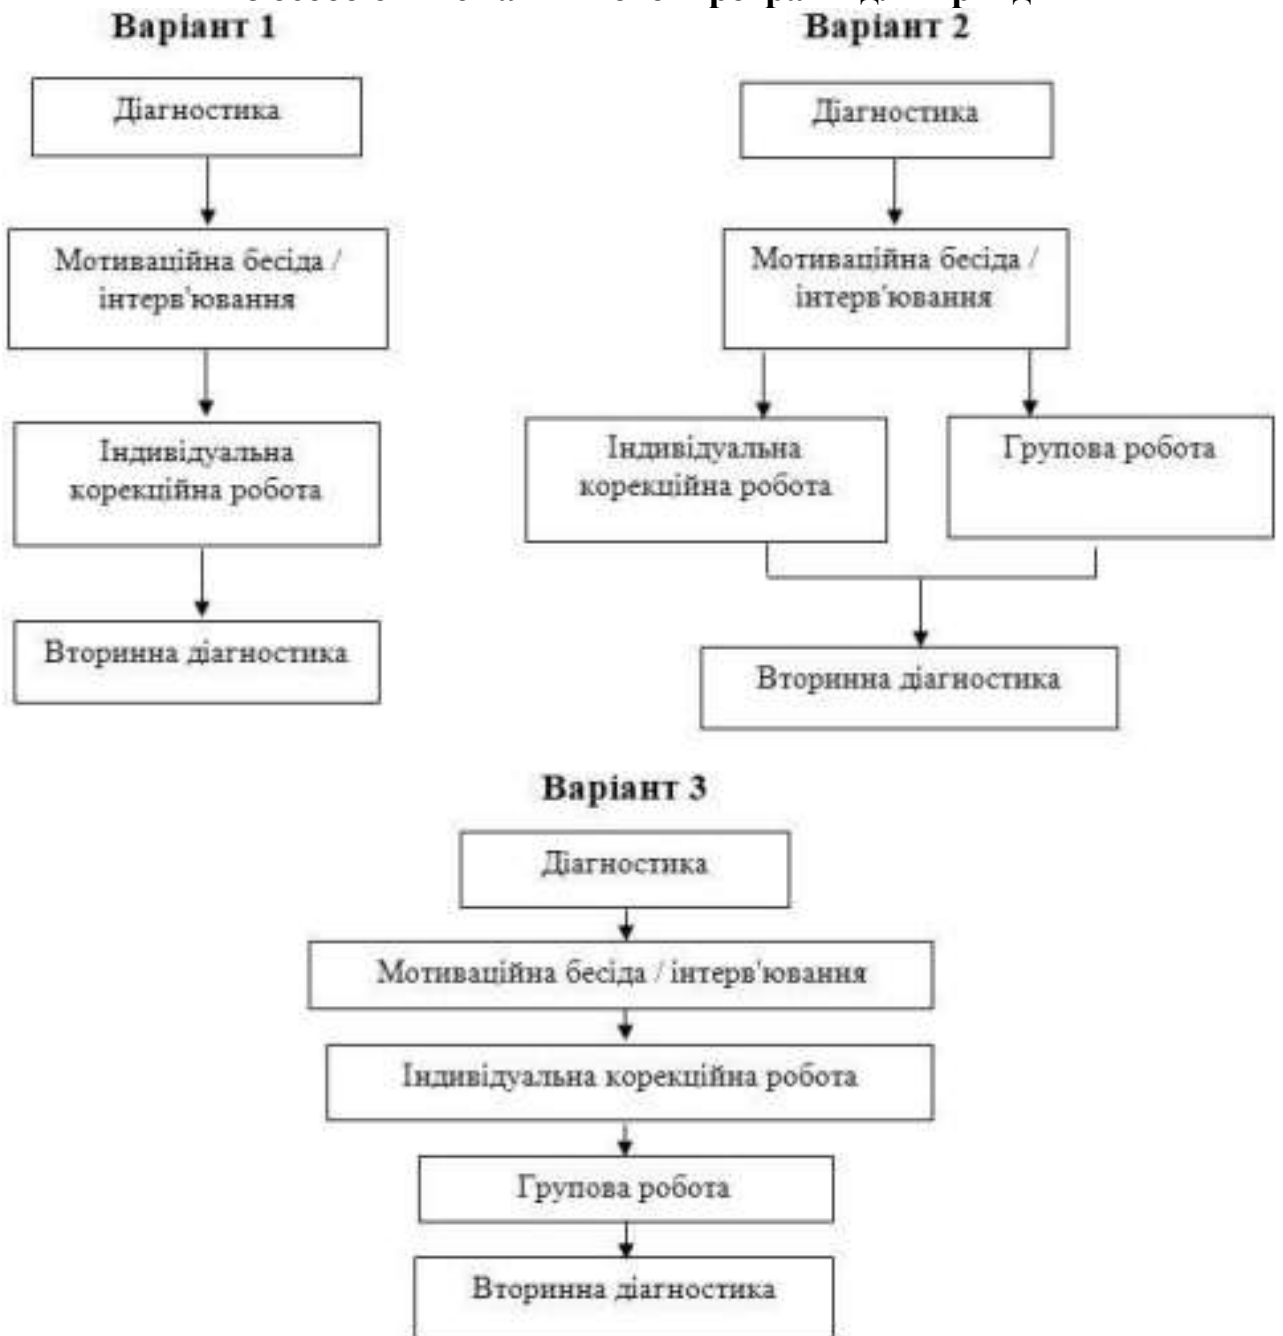 Варіант 1
Діагностика
Мотиваційна бесіда /
інтерв'ювання
Індивідуальна
корекційна робота
Вторинна діагностика
Варіант 2
Діагностика
Мотиваційна бесіда /
інтерв'ювання
Індивідуальна
корекційна робота
Групова робота
Вторинна діагностика
Варіант 3
Діагностика
Мотиваційна бесіда / інтерв'ювання
Індивідуальна корекційна робота
Групова робота
Вторинна діагностика